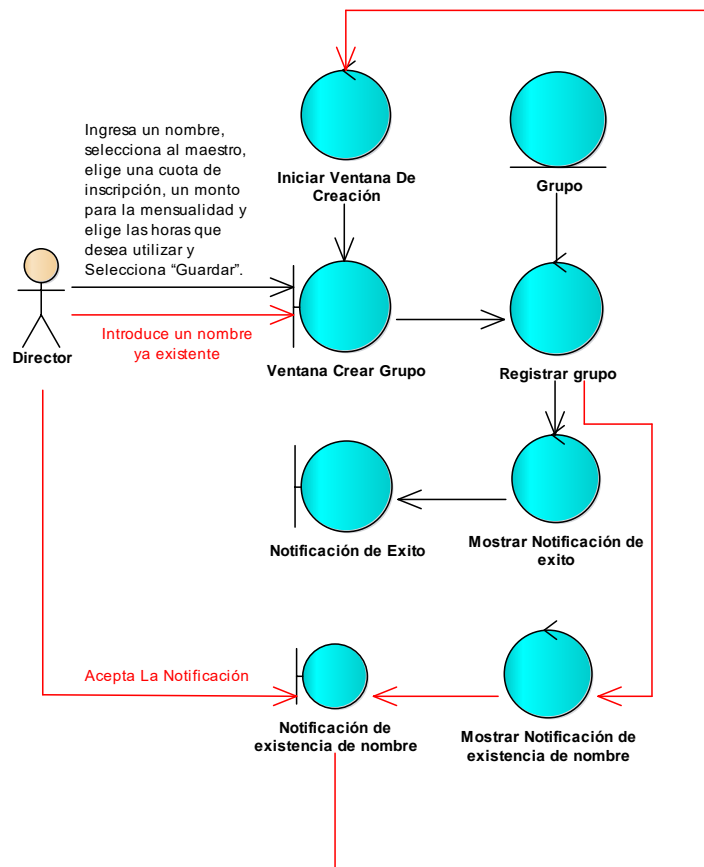 Ingresa un nombre,
selecciona al maestro,
elige una cuota de
inscripción, un monto
para la mensualidad y
elige las horas que
desea utilizar y
Selecciona “Guardar”.
Iniciar Ventana De
Creación
Grupo
Director
Introduce un nombre
ya existente
Ventana Crear Grupo
Registrar grupo
Notificación de Exito
Mostrar Notificación de
exito
Acepta La Notificación
Notificación de
existencia de nombre
Mostrar Notificación de
existencia de nombre